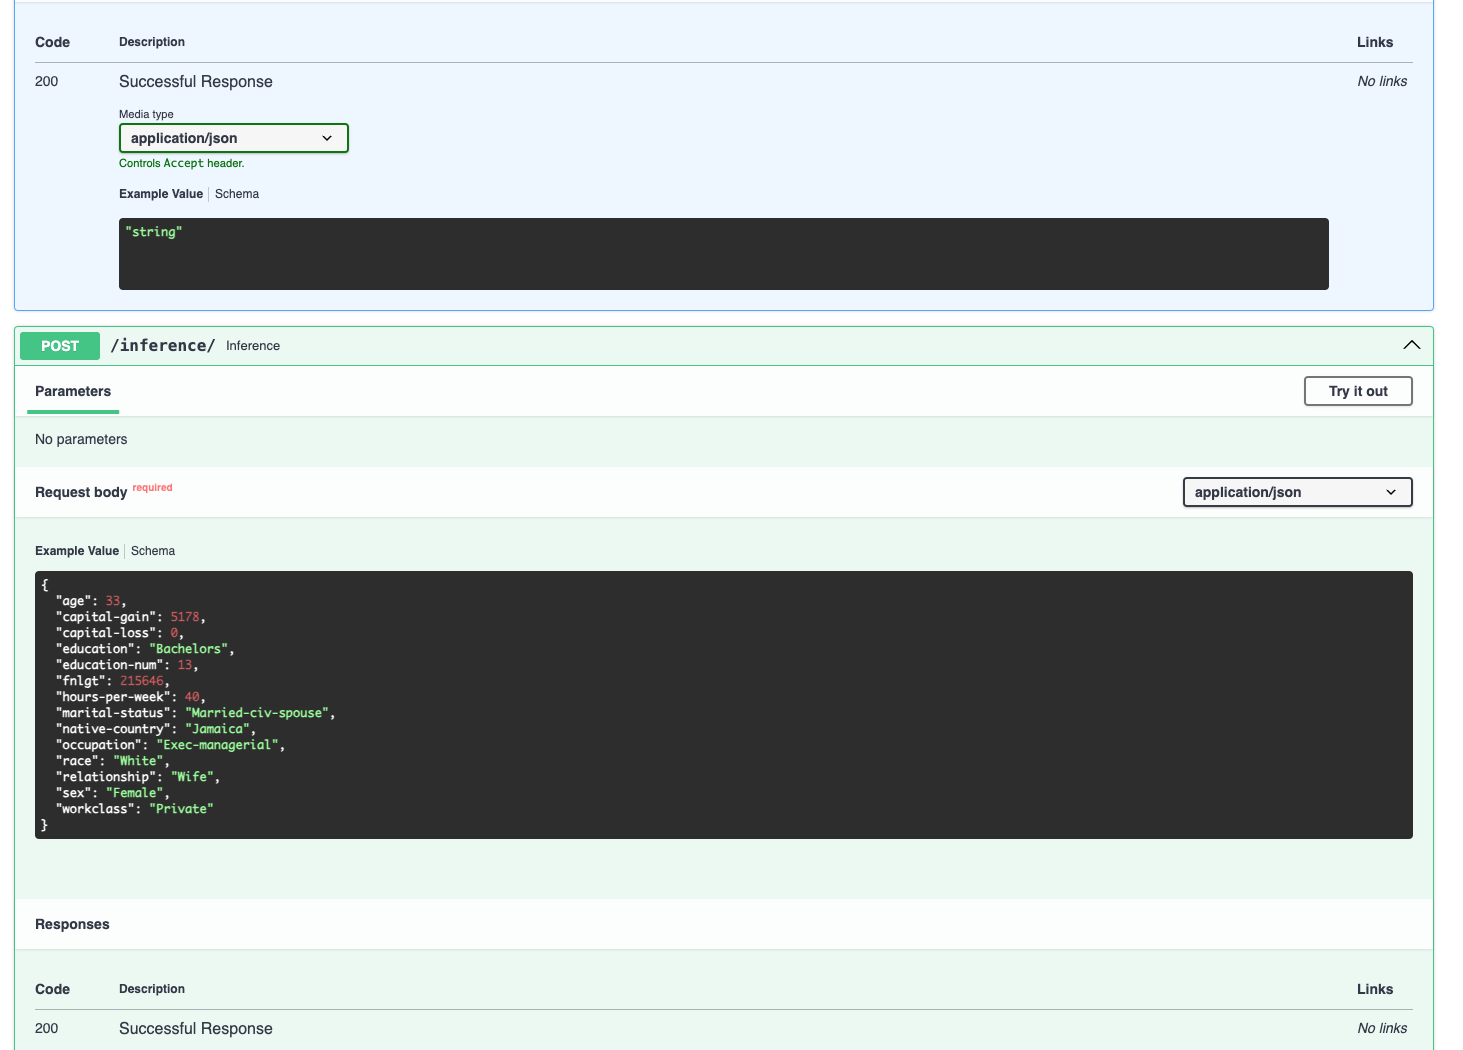 Code Description Links
200 Successful Response No links
Media type
application/json
Controls Accept header.
Example Value Schema
"string"
POST /inference/ Inference
Parameters Try it out
No parameters
Request body required application/json
Example Value Schema
{
"age": 33,
"capital-gain": 5178,
"capital-loss": 0,
"education": "Bachelors",
"education-num": 13,
"fnlgt": 215646,
"hours-per-week": 40,
"marital-status": "Married-civ-spouse",
"native-country": "Jamaica",
"occupation": "Exec-managerial",
"race": "White",
"relationship": "Wife",
"sex": "Female",
"workclass": "Private"
}
Responses
Code Description Links
200 Successful Response No links